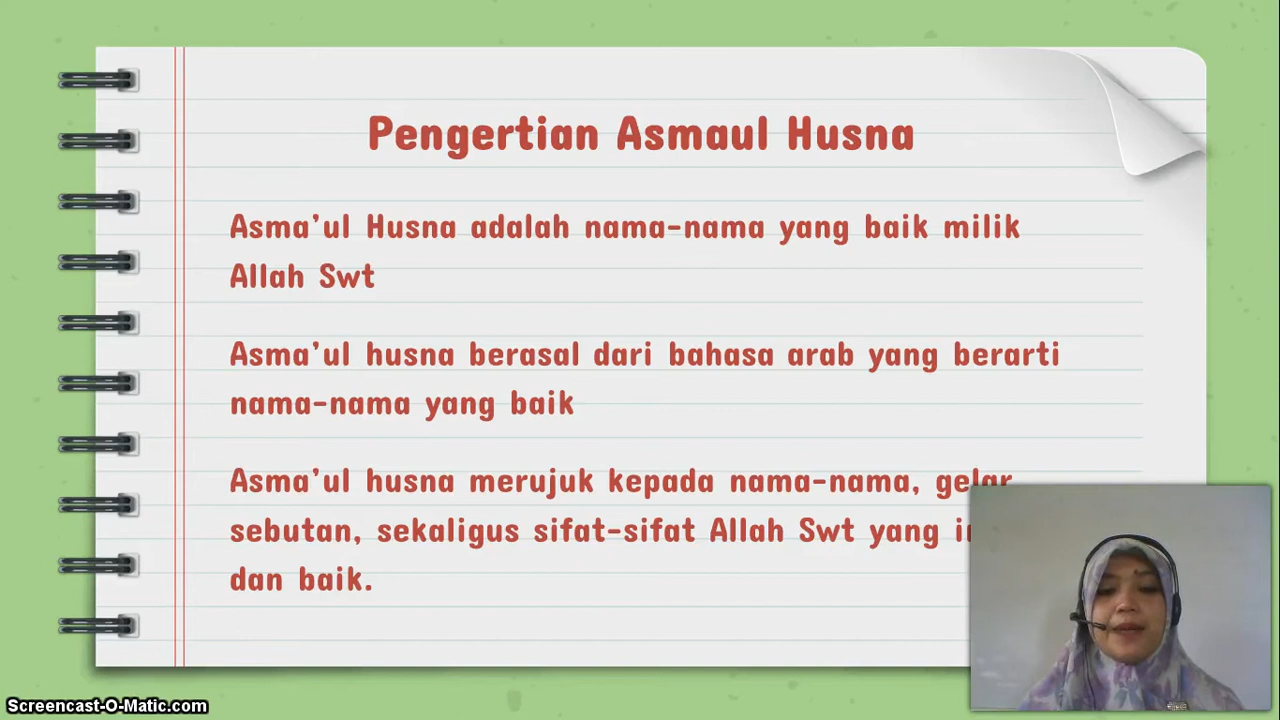 Pengertian Asmaul Husna
Asma'ul Husna adalah nama-nama yang baik milik
Allah Swt
Asma'ul husna berasal dari bahasa arab yang berarti
nama-nama yang baik
Asma'ul husna merujuk kepada nama-nama, gelar
sebutan, sekaligus sifat-sifat Allah Swt yang
dan baik.
Screencast-O-Matic.com